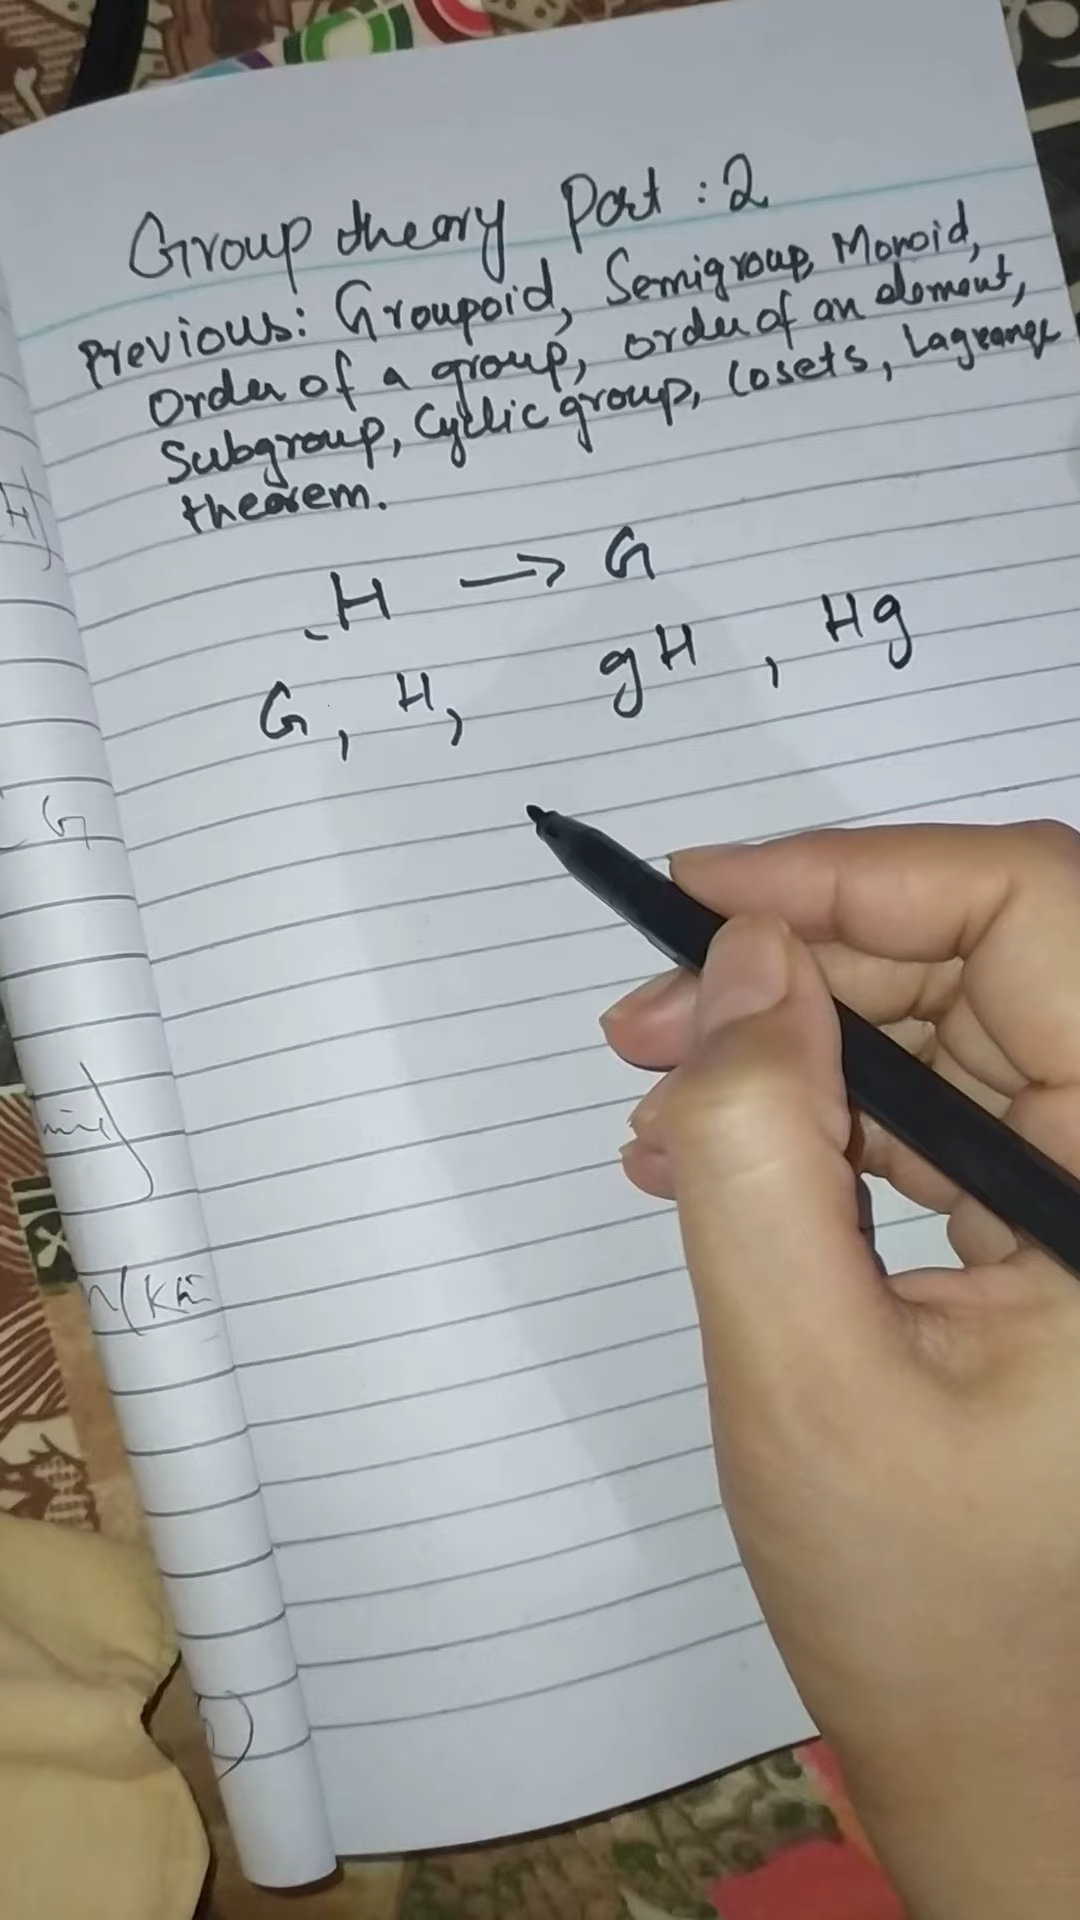 Group theory Part : 2
Previous: Groupoid, Semigroup, Monoid,
Order of a group, order of an element,
Subgroup, Cyclic group, Cosets, Lagrange
theorem.
H → G
G, H, gH, Hg
G